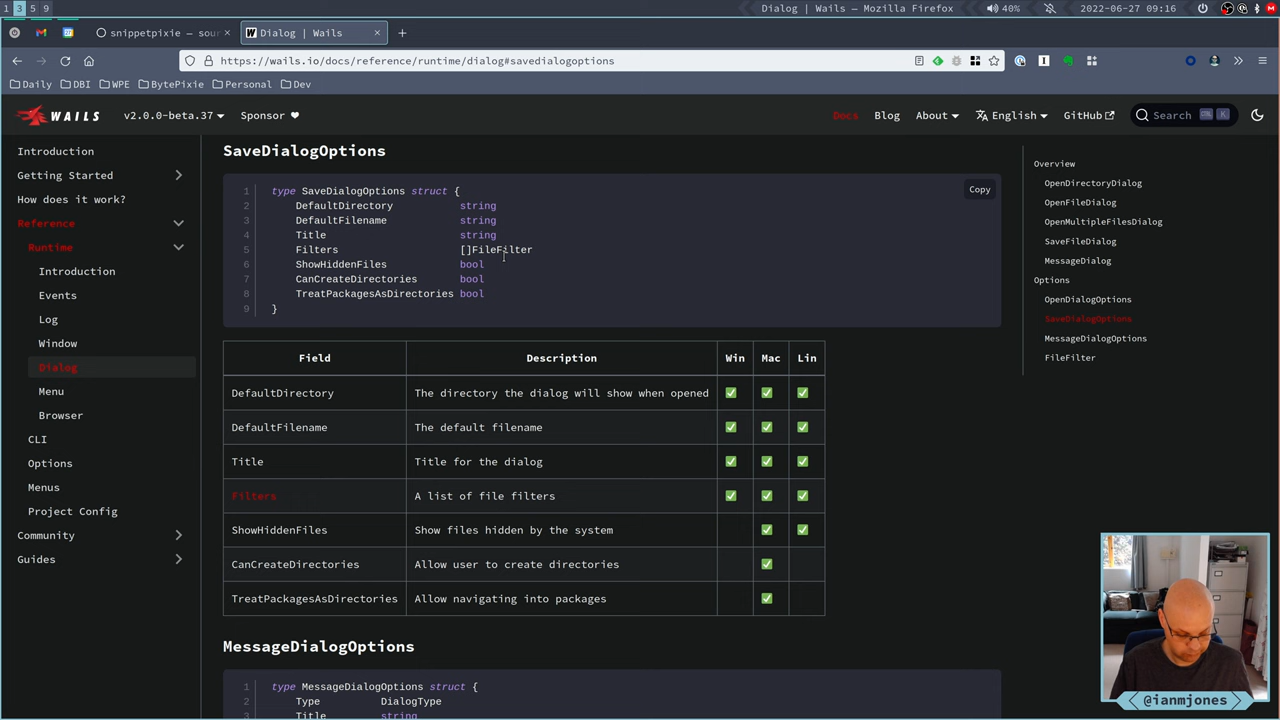 1 3 5 9
Dialog | Wails — Mozilla Firefox
40%
2022-06-27 09:16
snippetpixie — sour
Dialog | Wails
https://wails.io/docs/reference/runtime/dialog#savedialogoptions
Daily
DBI
WPE
BytePixie
Personal
Dev
WAILS
v2.0.0-beta.37
Sponsor
Docs
Blog
About
English
GitHub
Search
K
Introduction
Getting Started
How does it work?
Reference
Runtime
Introduction
Events
Log
Window
Dialog
Menu
Browser
CLI
Options
Menus
Project Config
Community
Guides
SaveDialogOptions
Copy
1 type SaveDialogOptions struct {
2 DefaultDirectory string
3 DefaultFilename string
4 Title string
5 Filters []FileFilter
6 ShowHiddenFiles bool
7 CanCreateDirectories bool
8 TreatPackagesAsDirectories bool
9 }
Field Description Win Mac Lin
DefaultDirectory The directory the dialog will show when opened ✅ ✅ ✅
DefaultFilename The default filename ✅ ✅ ✅
Title Title for the dialog ✅ ✅ ✅
Filters A list of file filters ✅ ✅ ✅
ShowHiddenFiles Show files hidden by the system ✅ ✅
CanCreateDirectories Allow user to create directories ✅
TreatPackagesAsDirectories Allow navigating into packages ✅
MessageDialogOptions
1 type MessageDialogOptions struct {
2 Type DialogType
3 Title string
Overview
OpenDirectoryDialog
OpenFileDialog
OpenMultipleFilesDialog
SaveFileDialog
MessageDialog
Options
OpenDialogOptions
SaveDialogOptions
MessageDialogOptions
FileFilter
@ianmjones